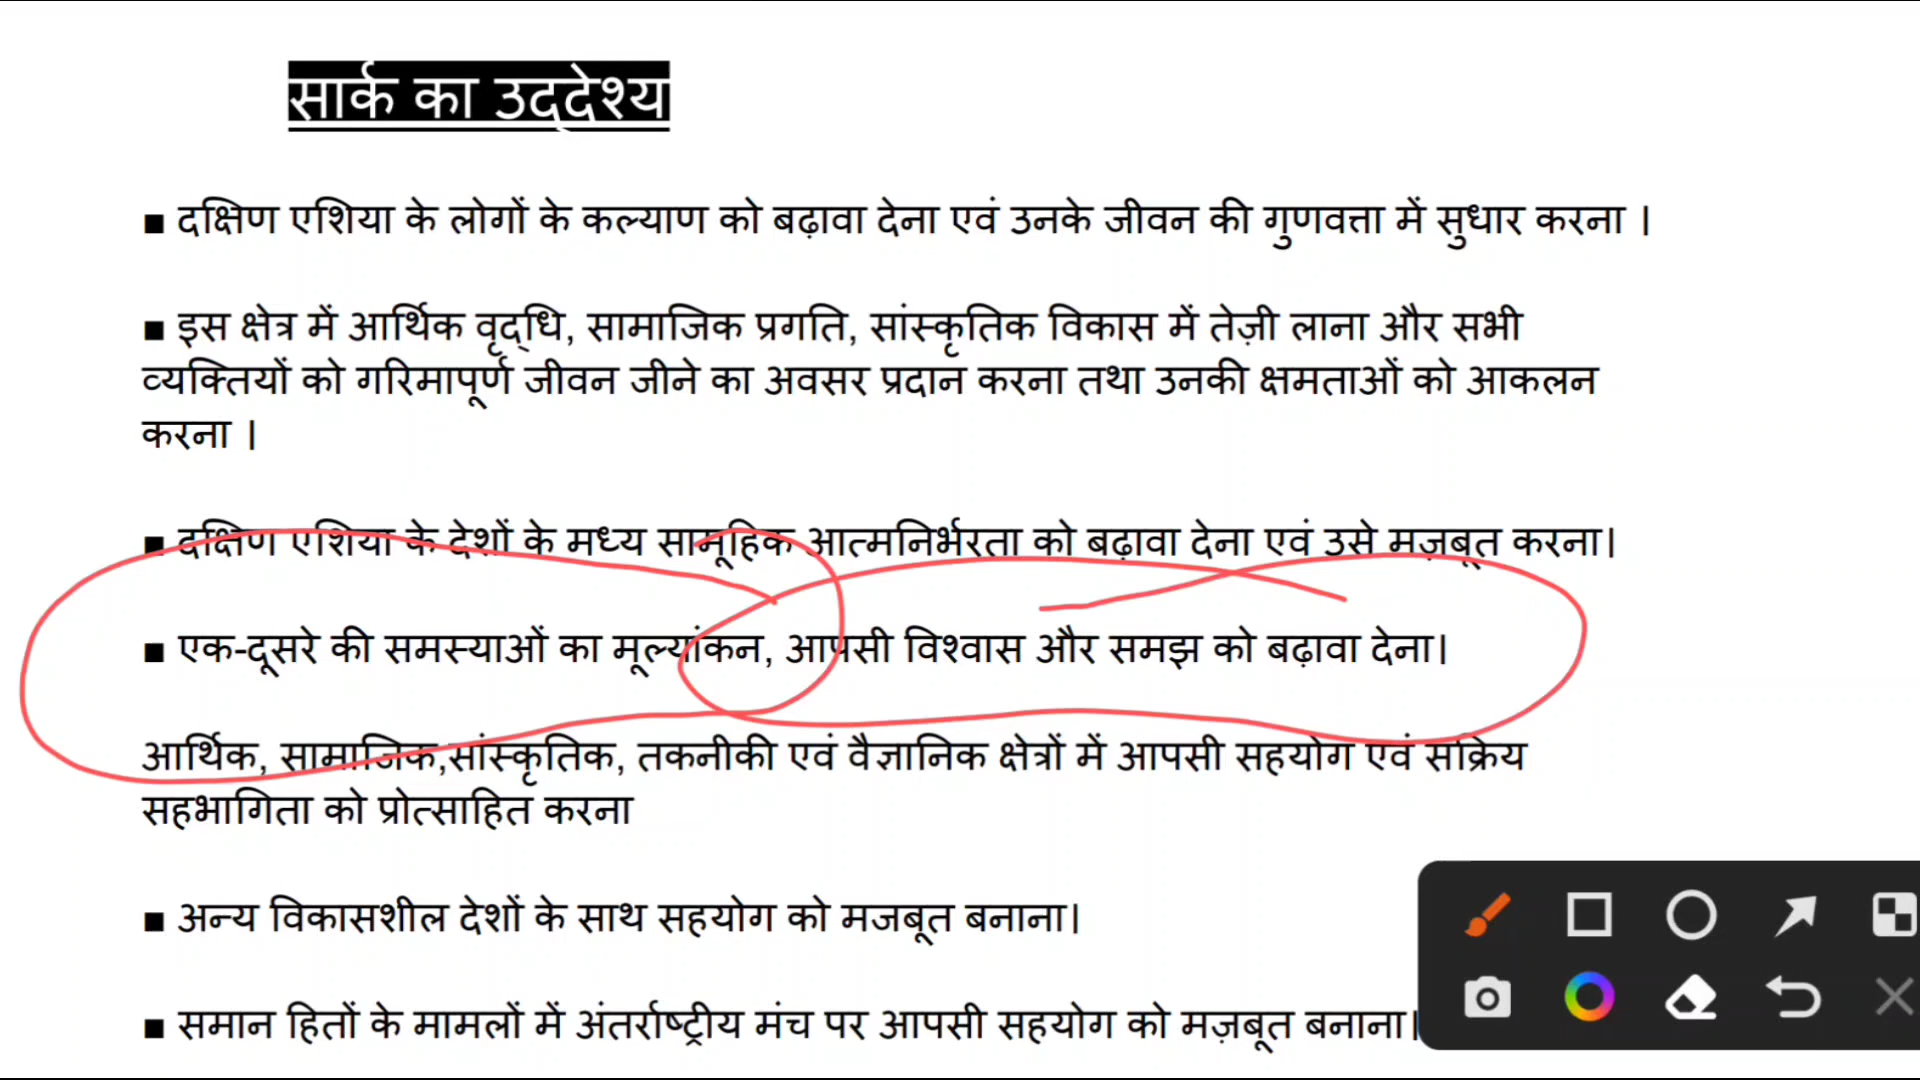 सार्क का उद्देश्य
■ दक्षिण एशिया के लोगों के कल्याण को बढ़ावा देना एवं उनके जीवन की गुणवत्ता में सुधार करना ।
■ इस क्षेत्र में आर्थिक वृद्धि, सामाजिक प्रगति, सांस्कृतिक विकास में तेज़ी लाना और सभी
व्यक्तियों को गरिमापूर्ण जीवन जीने का अवसर प्रदान करना तथा उनकी क्षमताओं को आकलन
करना ।
■ दक्षिण एशिया के देशों के मध्य सामूहिक आत्मनिर्भरता को बढ़ावा देना एवं उसे मज़बूत करना।
■ एक-दूसरे की समस्याओं का मूल्यांकन, आपसी विश्वास और समझ को बढ़ावा देना।
आर्थिक, सामाजिक,सांस्कृतिक, तकनीकी एवं वैज्ञानिक क्षेत्रों में आपसी सहयोग एवं सक्रिय
सहभागिता को प्रोत्साहित करना
■ अन्य विकासशील देशों के साथ सहयोग को मजबूत बनाना।
■ समान हितों के मामलों में अंतर्राष्ट्रीय मंच पर आपसी सहयोग को मज़बूत बनाना।